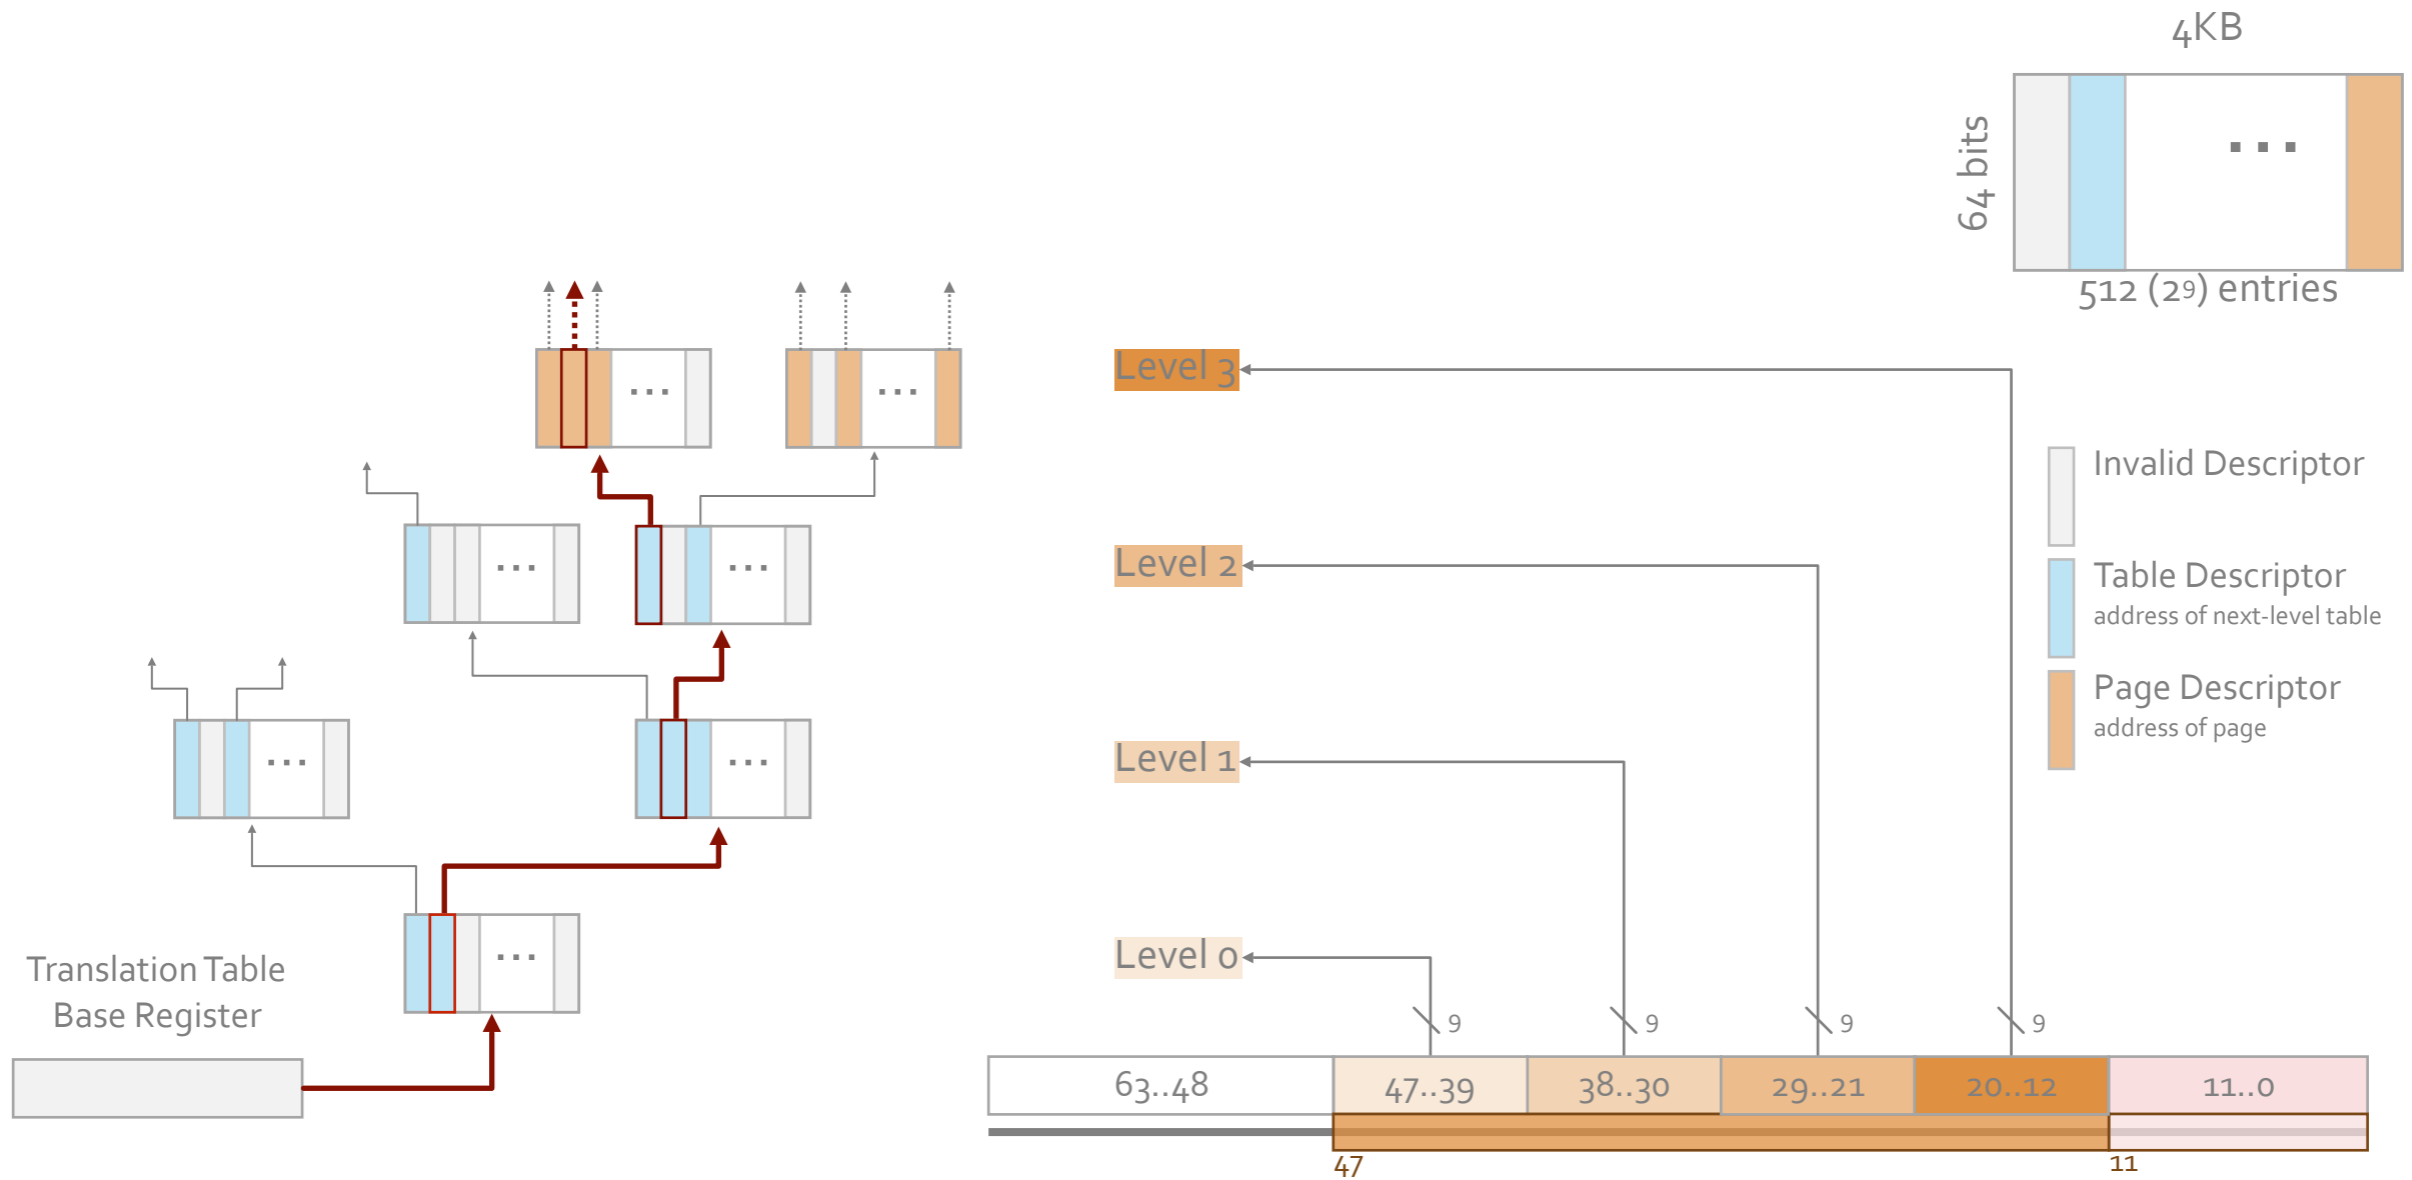 4KB
64 bits
...
512 (2⁹) entries
Level 3
... ...
Invalid Descriptor
Level 2
... ...
Table Descriptor
address of next-level table
Page Descriptor
address of page
Level 1
... ...
Level 0
...
Translation Table
Base Register
9 9 9 9
63..48 47..39 38..30 29..21 20..12 11..0
47 11